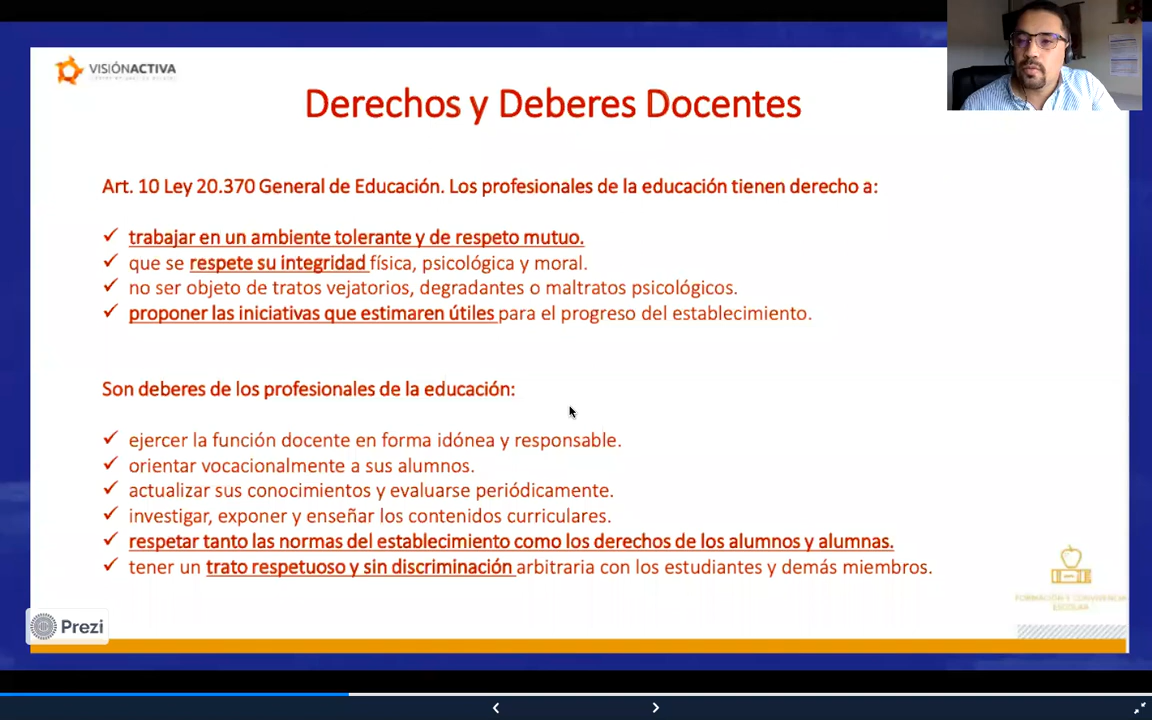 VISIÓNACTIVA
Derechos y Deberes Docentes
Art. 10 Ley 20.370 General de Educación. Los profesionales de la educación tienen derecho a:
✓ trabajar en un ambiente tolerante y de respeto mutuo.
✓ que se respete su integridad física, psicológica y moral.
✓ no ser objeto de tratos vejatorios, degradantes o maltratos psicológicos.
✓ proponer las iniciativas que estimaren útiles para el progreso del establecimiento.
Son deberes de los profesionales de la educación:
✓ ejercer la función docente en forma idónea y responsable.
✓ orientar vocacionalmente a sus alumnos.
✓ actualizar sus conocimientos y evaluarse periódicamente.
✓ investigar, exponer y enseñar los contenidos curriculares.
✓ respetar tanto las normas del establecimiento como los derechos de los alumnos y alumnas.
✓ tener un trato respetuoso y sin discriminación arbitraria con los estudiantes y demás miembros.
FORMACIÓN E CONVIVENCIA
ESCOLAR
Prezi